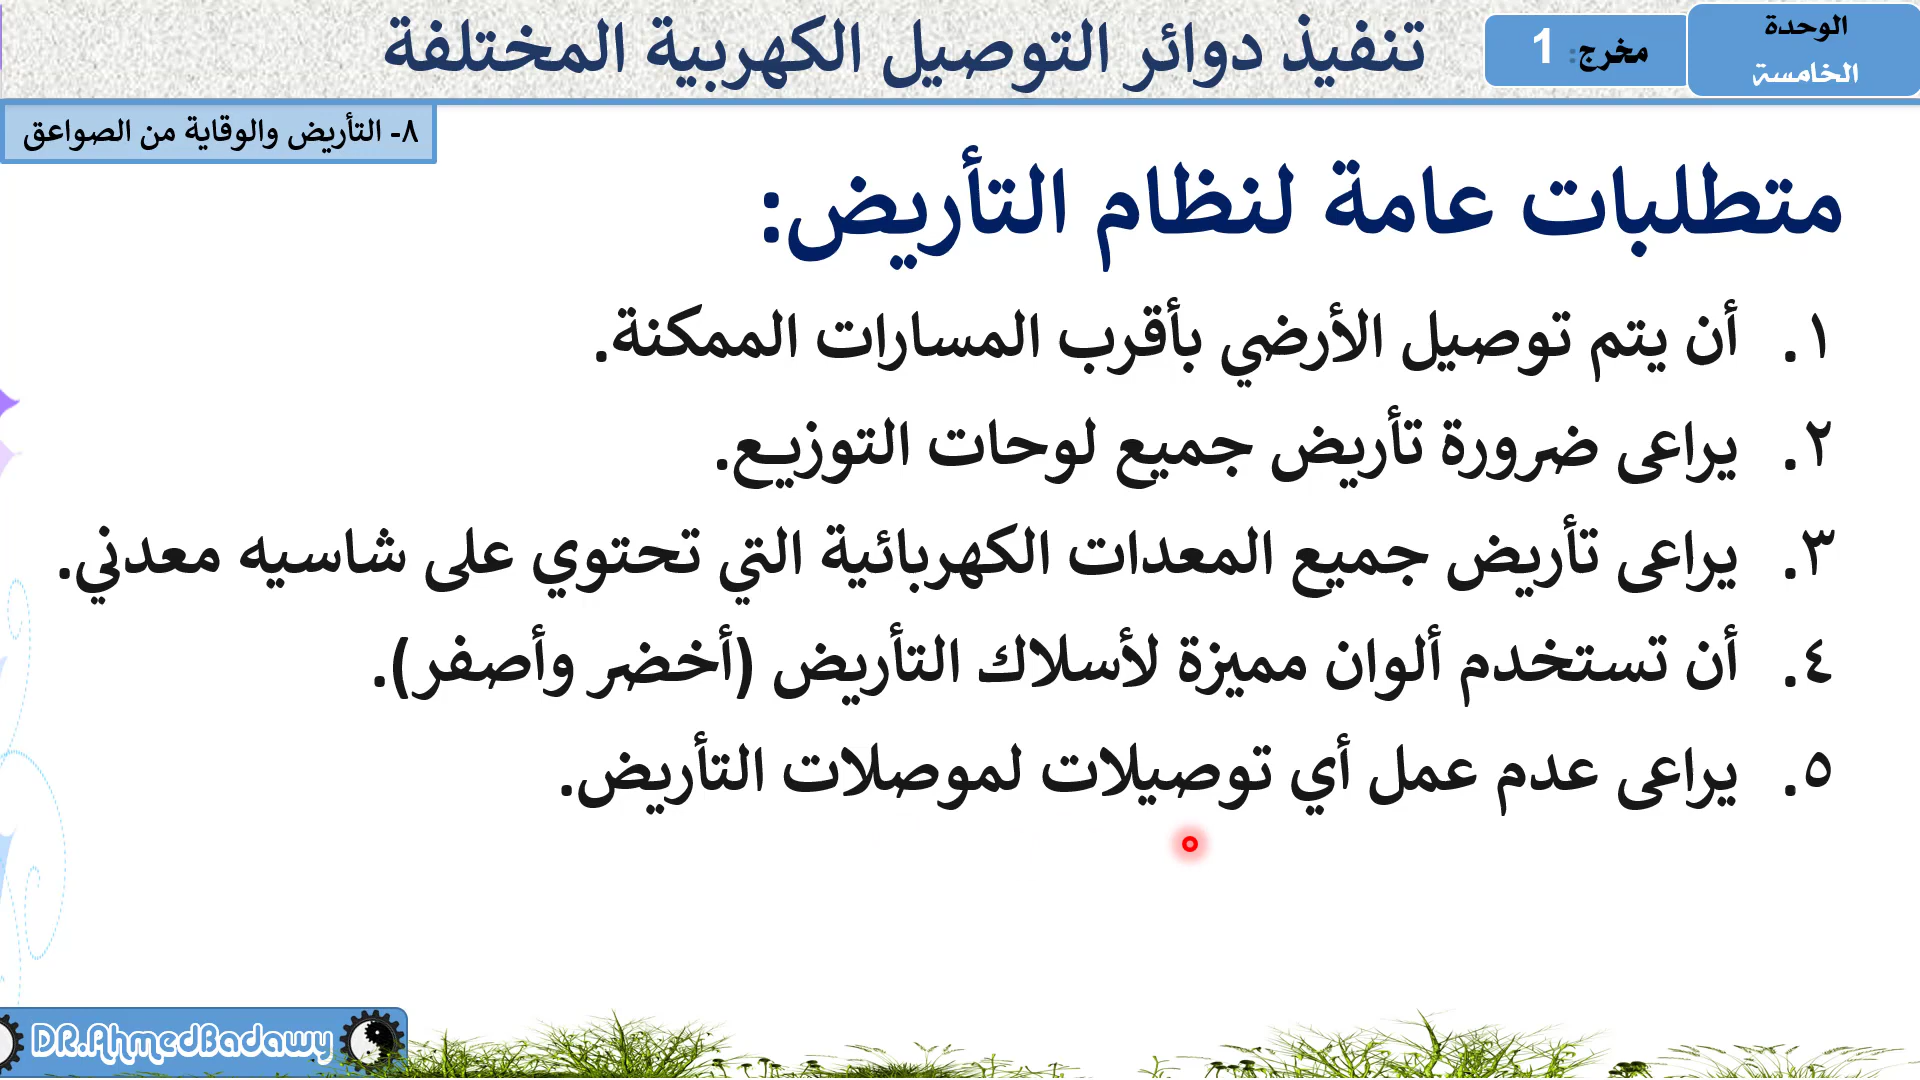 الوحدة
الخامسة
مخرج: 1
تنفيذ دوائر التوصيل الكهربية المختلفة
٨- التأريض والوقاية من الصواعق
متطلبات عامة لنظام التأريض:
١. أن يتم توصيل الأرضي بأقرب المسارات الممكنة.
٢. يراعى ضرورة تأريض جميع لوحات التوزيع.
٣. يراعى تأريض جميع المعدات الكهربائية التي تحتوي على شاسيه معدني.
٤. أن تستخدم ألوان مميزة لأسلاك التأريض (أخضر وأصفر).
٥. يراعى عدم عمل أي توصيلات لموصلات التأريض.
DR.AhmedBadawy